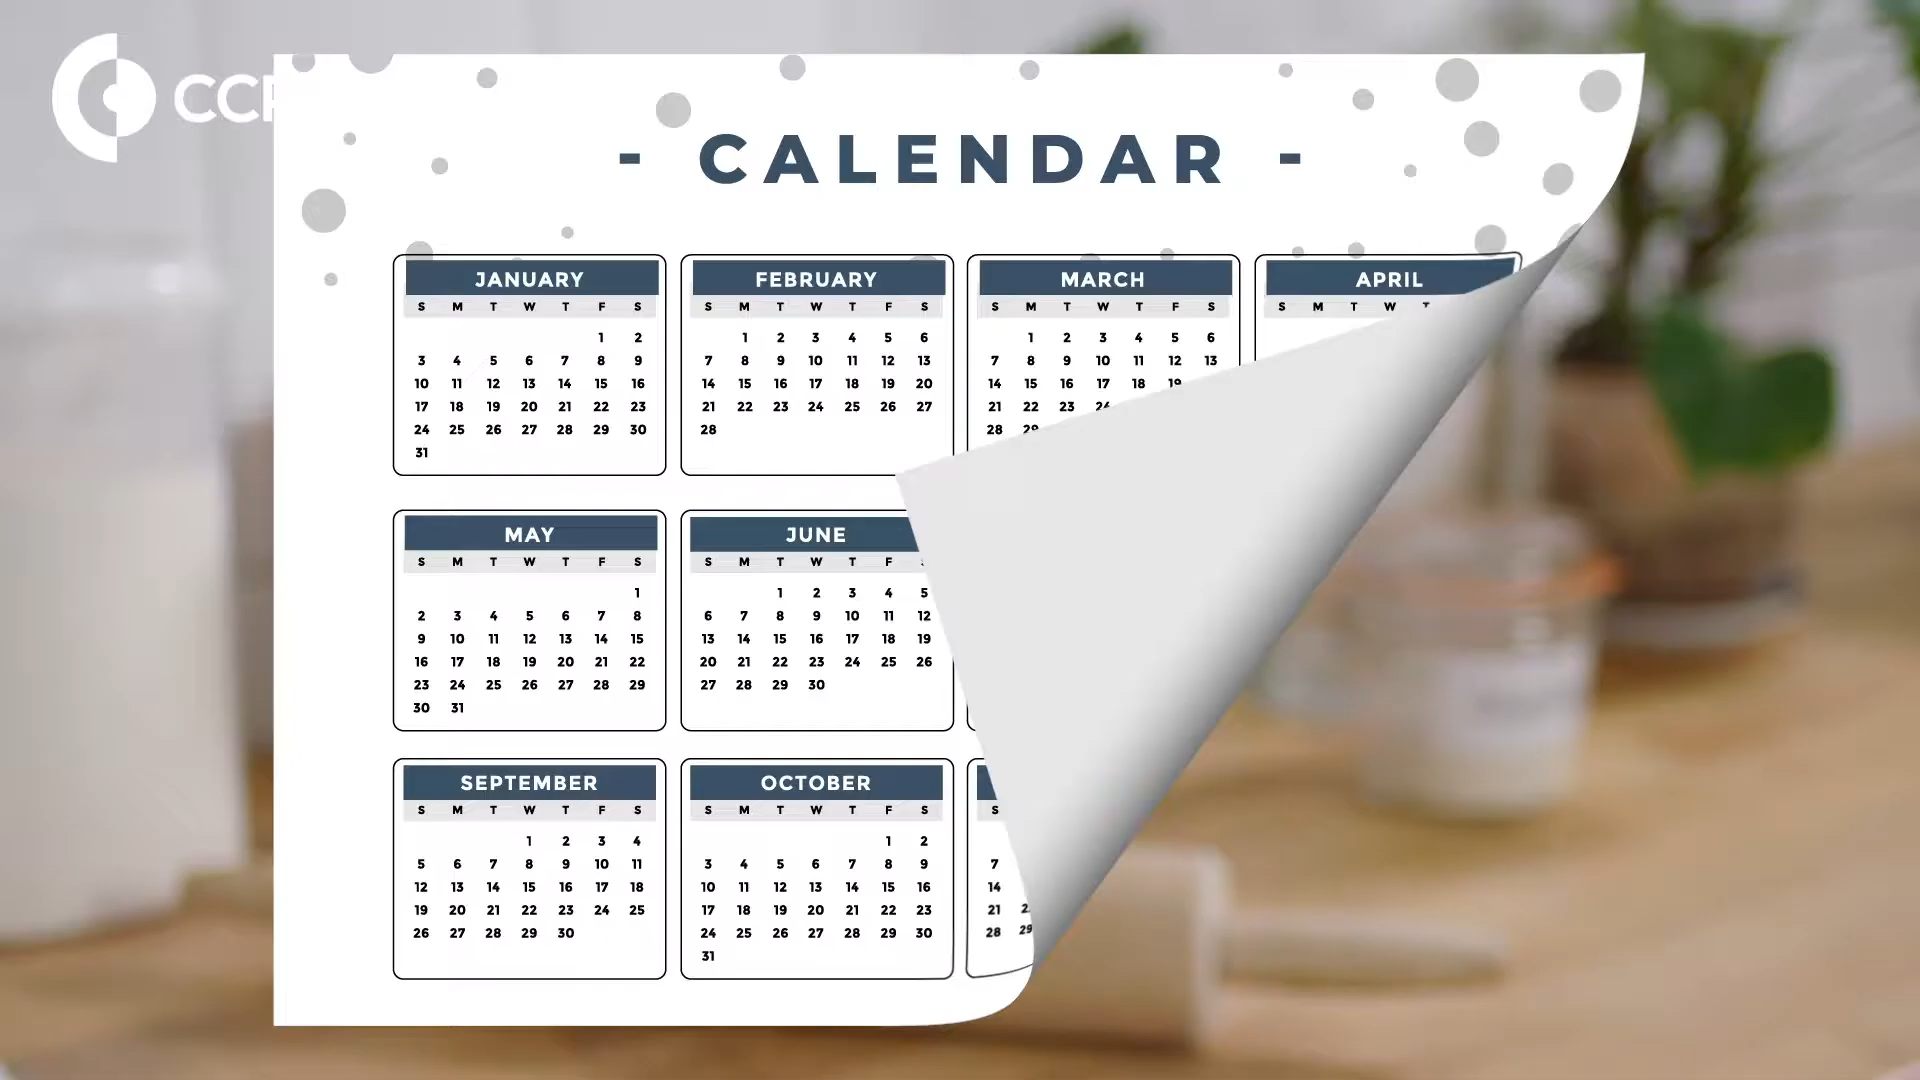 CC
- CALENDAR -
JANUARY
S M T W T F S
1 2
3 4 5 6 7 8 9
10 11 12 13 14 15 16
17 18 19 20 21 22 23
24 25 26 27 28 29 30
31
FEBRUARY
S M T W T F S
1 2 3 4 5 6
7 8 9 10 11 12 13
14 15 16 17 18 19 20
21 22 23 24 25 26 27
28
MARCH
S M T W T F S
1 2 3 4 5 6
7 8 9 10 11 12 13
14 15 16 17 18 19
21 22 23 24
28 29
APRIL
S M T W T
MAY
S M T W T F S
1
2 3 4 5 6 7 8
9 10 11 12 13 14 15
16 17 18 19 20 21 22
23 24 25 26 27 28 29
30 31
JUNE
S M T W T F
1 2 3 4 5
6 7 8 9 10 11 12
13 14 15 16 17 18 19
20 21 22 23 24 25 26
27 28 29 30
SEPTEMBER
S M T W T F S
1 2 3 4
5 6 7 8 9 10 11
12 13 14 15 16 17 18
19 20 21 22 23 24 25
26 27 28 29 30
OCTOBER
S M T W T F S
1 2
3 4 5 6 7 8 9
10 11 12 13 14 15 16
17 18 19 20 21 22 23
24 25 26 27 28 29 30
31
S
7
14
21
28 29